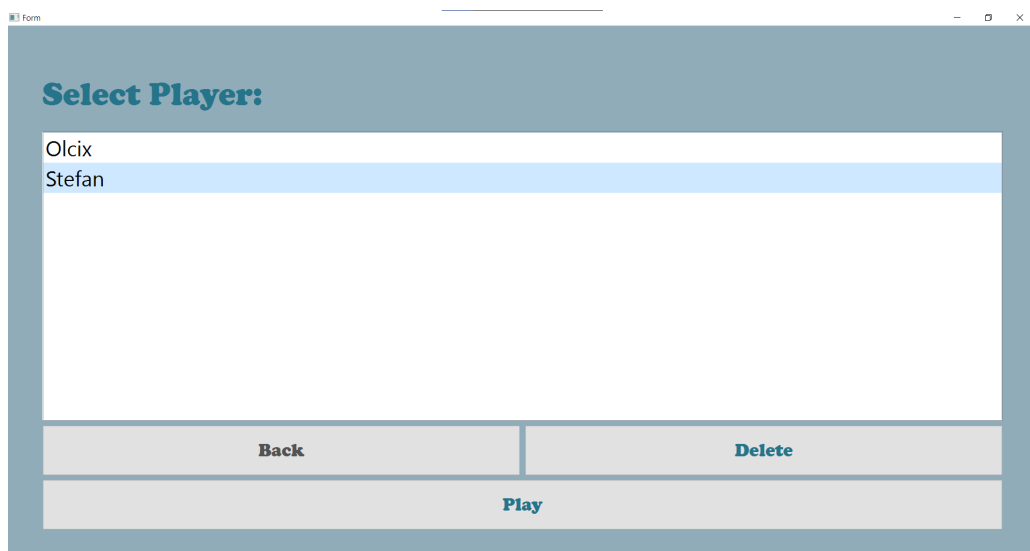 Form
Select Player:
Olcix
Stefan
Back
Delete
Play